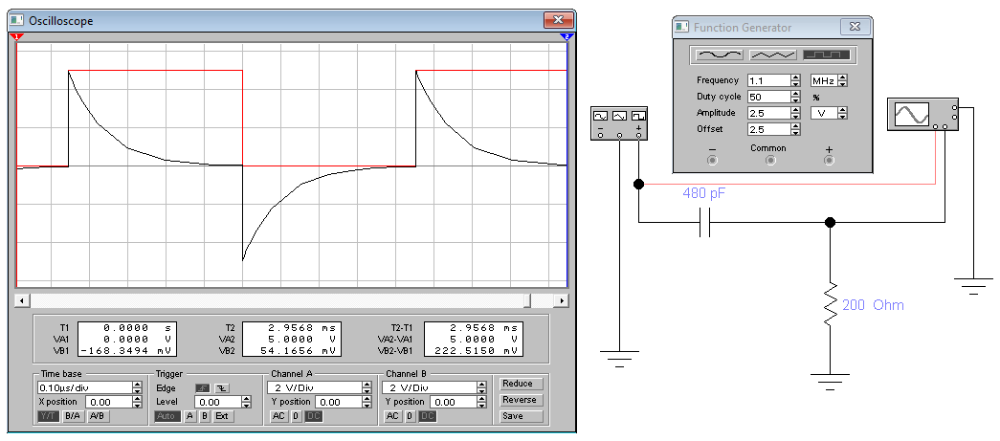 Oscilloscope
1
2
T1 0.0000 s T2 2.9568 ms T2-T1 2.9568 ms
VA1 0.0000 V VA2 5.0000 V VA2-VA1 5.0000 V
VB1 -168.3494 mV VB2 54.1656 mV VB2-VB1 222.5150 mV
Time base
0.10µs/div
X position 0.00
Y/T B/A A/B
Trigger
Edge
Level 0.00
Auto A B Ext
Channel A
2 V/Div
Y position 0.00
AC 0 DC
Channel B
2 V/Div
Y position 0.00
AC 0 DC
Reduce
Reverse
Save
Function Generator
Frequency 1.1 MHz
Duty cycle 50 %
Amplitude 2.5 V
Offset 2.5
− Common +
− +
480 pF
200 Ohm